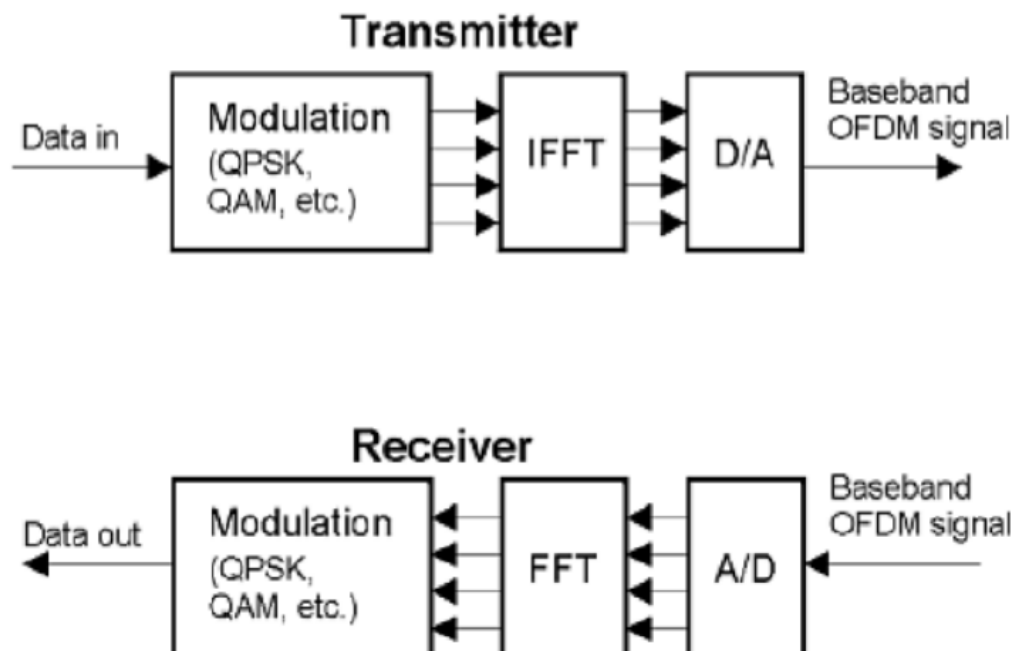 Transmitter
Data in
Modulation
(QPSK,
QAM, etc.)
IFFT
D/A
Baseband
OFDM signal
Receiver
Data out
Modulation
(QPSK,
QAM, etc.)
FFT
A/D
Baseband
OFDM signal